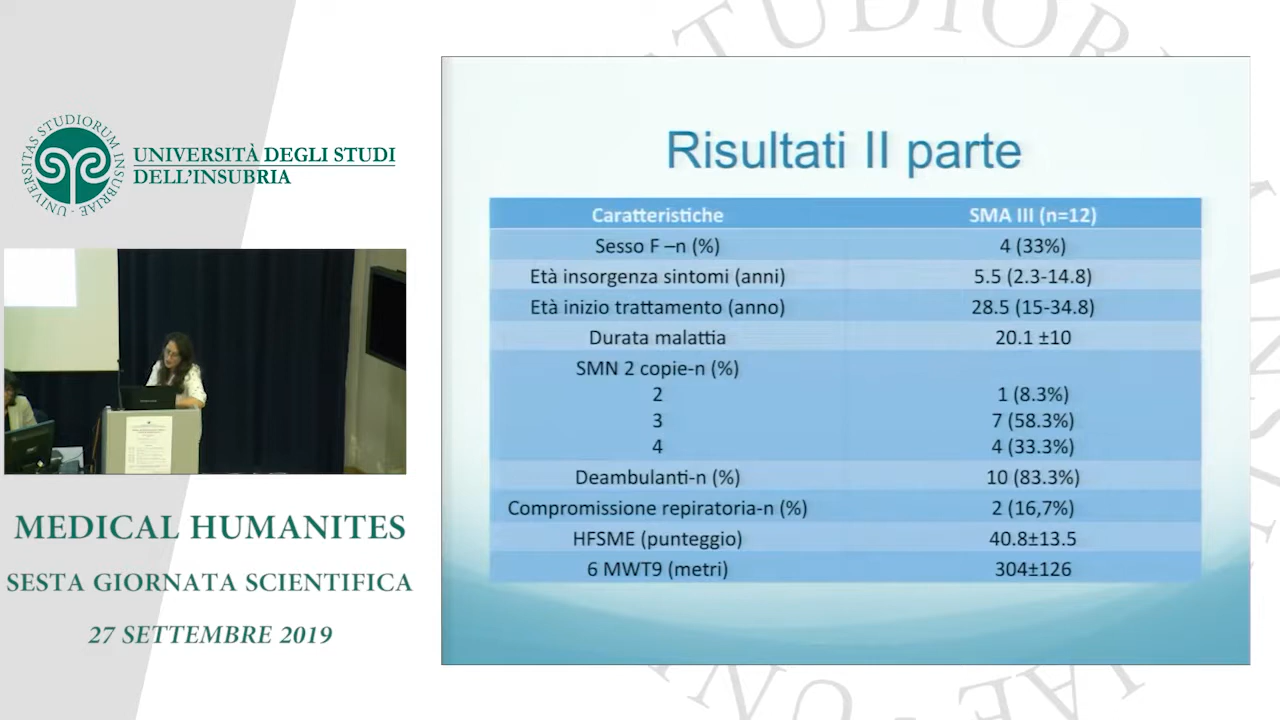 UNIVERSITAS STUDIORUM INSUBRIAE
UNIVERSITÀ DEGLI STUDI
DELL'INSUBRIA
MEDICAL HUMANITES
SESTA GIORNATA SCIENTIFICA
27 SETTEMBRE 2019
Risultati II parte
Caratteristiche SMA III (n=12)
Sesso F –n (%) 4 (33%)
Età insorgenza sintomi (anni) 5.5 (2.3-14.8)
Età inizio trattamento (anno) 28.5 (15-34.8)
Durata malattia 20.1 ±10
SMN 2 copie-n (%)
2 1 (8.3%)
3 7 (58.3%)
4 4 (33.3%)
Deambulanti-n (%) 10 (83.3%)
Compromissione repiratoria-n (%) 2 (16,7%)
HFSME (punteggio) 40.8±13.5
6 MWT9 (metri) 304±126